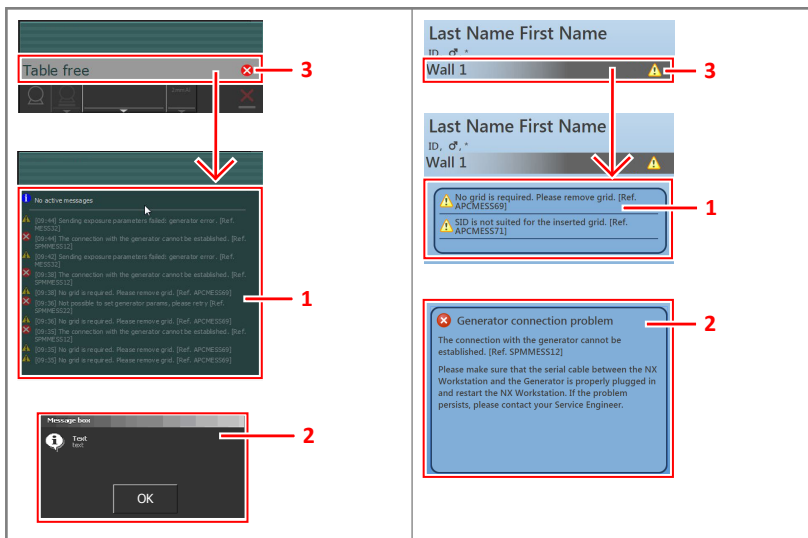 Table free
3
No active messages
[09:44] Sending exposure parameters failed: generator error. [Ref.
MESS32]
[09:44] The connection with the generator cannot be established. [Ref.
SPMMESS12]
[09:43] Sending exposure parameters failed: generator error. [Ref.
MESS32]
[09:38] The connection with the generator cannot be established. [Ref.
SPMMESS12]
[09:38] No grid is required. Please remove grid. [Ref. APCMESS69]
[09:36] Not possible to set generator params, please retry [Ref.
SPMMESS22]
[09:36] No grid is required. Please remove grid. [Ref. APCMESS69]
[09:35] The connection with the generator cannot be established. [Ref.
SPMMESS12]
[09:35] No grid is required. Please remove grid. [Ref. APCMESS69]
[09:35] No grid is required. Please remove grid. [Ref. APCMESS69]
1
Message box
Text
text
OK
2
Last Name First Name
ID, ♂, *
Wall 1
3
Last Name First Name
ID, ♂, *
Wall 1
No grid is required. Please remove grid. [Ref.
APCMESS69]
SID is not suited for the inserted grid. [Ref.
APCMESS71]
1
Generator connection problem
The connection with the generator cannot be
established. [Ref. SPMMESS12]
Please make sure that the serial cable between the NX
Workstation and the Generator is properly plugged in
and restart the NX Workstation. If the problem
persists, please contact your Service Engineer.
2